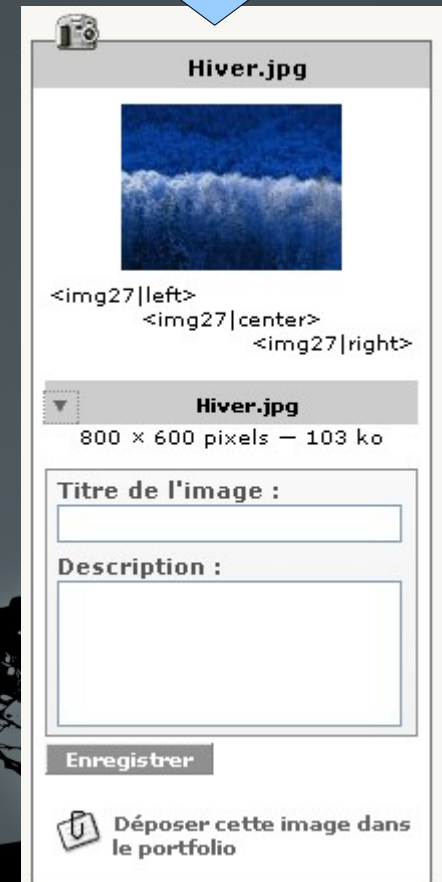 Hiver.jpg
<img27|left>
<img27|center>
<img27|right>
Hiver.jpg
800 × 600 pixels — 103 ko
Titre de l'image :
Description :
Enregistrer
Déposer cette image dans
le portfolio